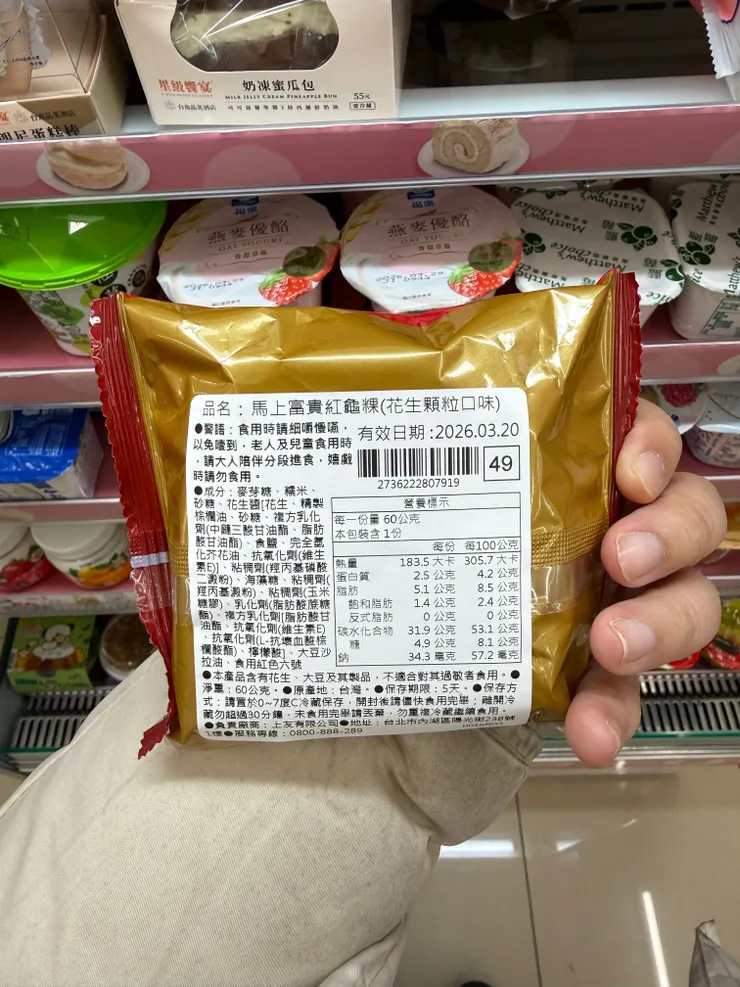 星級饗宴
台南晶英酒店
奶凍蜜瓜包
MILK JELLY CREAM PINEAPPLE BUN
55元
燕麥優酪
OAT YOGURT
燕麥優酪
OAT YOGURT
Matthew's
Choice
品名：馬上富貴紅龜粿(花生顆粒口味)
●警語：食用時請細嚼慢嚥，
以免噎到，老人及兒童食用時
，請大人陪伴分段進食，嬉戲
時請勿食用。
有效日期:2026.03.20
49
2736222807919
●成分：麥芽糖、糯米、
砂糖、花生醬[花生、精製
棕櫚油、砂糖、複方乳化
劑(中鏈三酸甘油酯、脂肪
酸甘油酯)、食鹽、完全氫
化芥花油、抗氧化劑(維生
素E)、粘稠劑(羥丙基磷酸
二澱粉)、海藻糖、粘稠劑(
羥丙基澱粉)、粘稠劑(玉米
糖膠)、乳化劑(脂肪酸蔗糖
酯)、複方乳化劑[脂肪酸甘
油酯、抗氧化劑(維生素E)
、抗氧化劑(L-抗壞血酸棕
櫚酸酯)、檸檬酸]、大豆沙
拉油、食用紅色六號
營養標示
每一份量 60公克
本包裝含 1份
每份 每100公克
熱量 183.5 大卡 305.7 大卡
蛋白質 2.5 公克 4.2 公克
脂肪 5.1 公克 8.5 公克
飽和脂肪 1.4 公克 2.4 公克
反式脂肪 0 公克 0 公克
碳水化合物 31.9 公克 53.1 公克
糖 4.9 公克 8.1 公克
鈉 34.3 毫克 57.2 毫克
●本產品含有花生、大豆及其製品，不適合對其過敏者食用。●
淨重：60公克。●原產地：台灣。●保存期限：5天。●保存方
式：請置於0~7度C冷藏保存，開封後請儘快食用完畢；離開冷
藏勿超過30分鐘，未食用完畢請丟棄，勿重複冷藏繼續食用。
●負責廠商：上友有限公司●地址：台北市內湖區陽光街238號
1樓●服務專線：0800-888-289